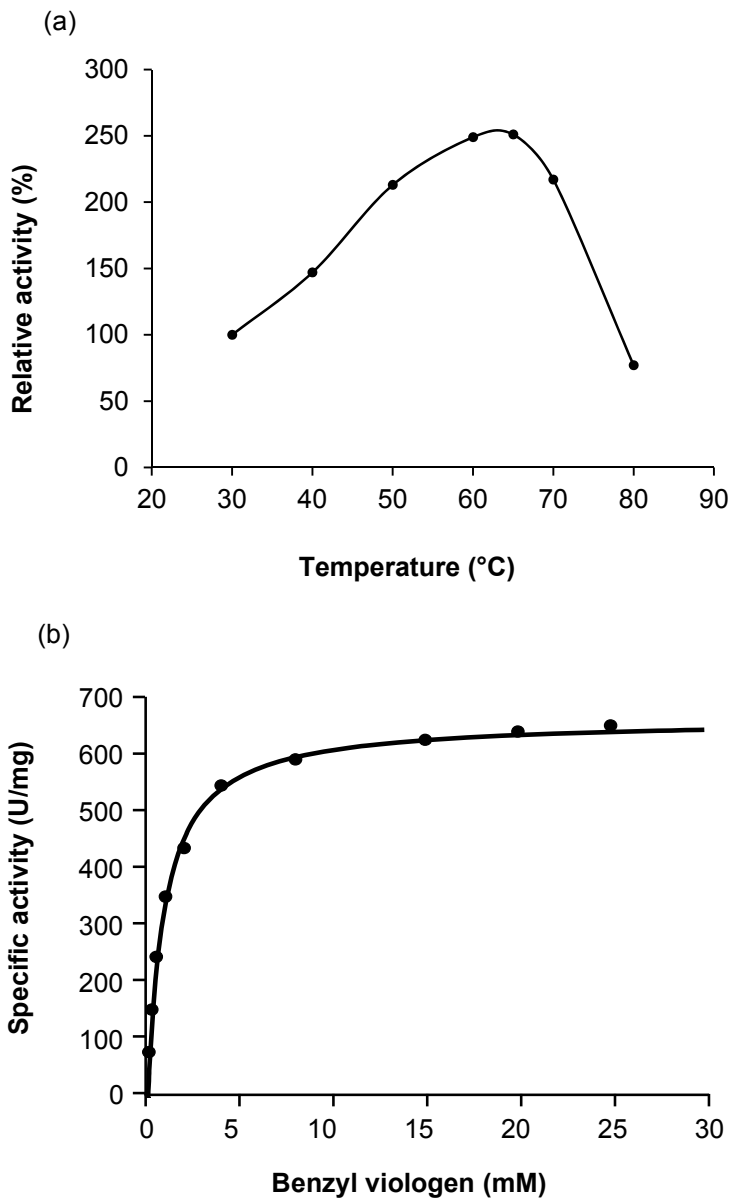 (a)
300
250
200
150
100
50
0
Relative activity (%)
20 30 40 50 60 70 80 90
Temperature (°C)
(b)
700
600
500
400
300
200
100
0
Specific activity (U/mg)
0 5 10 15 20 25 30
Benzyl viologen (mM)